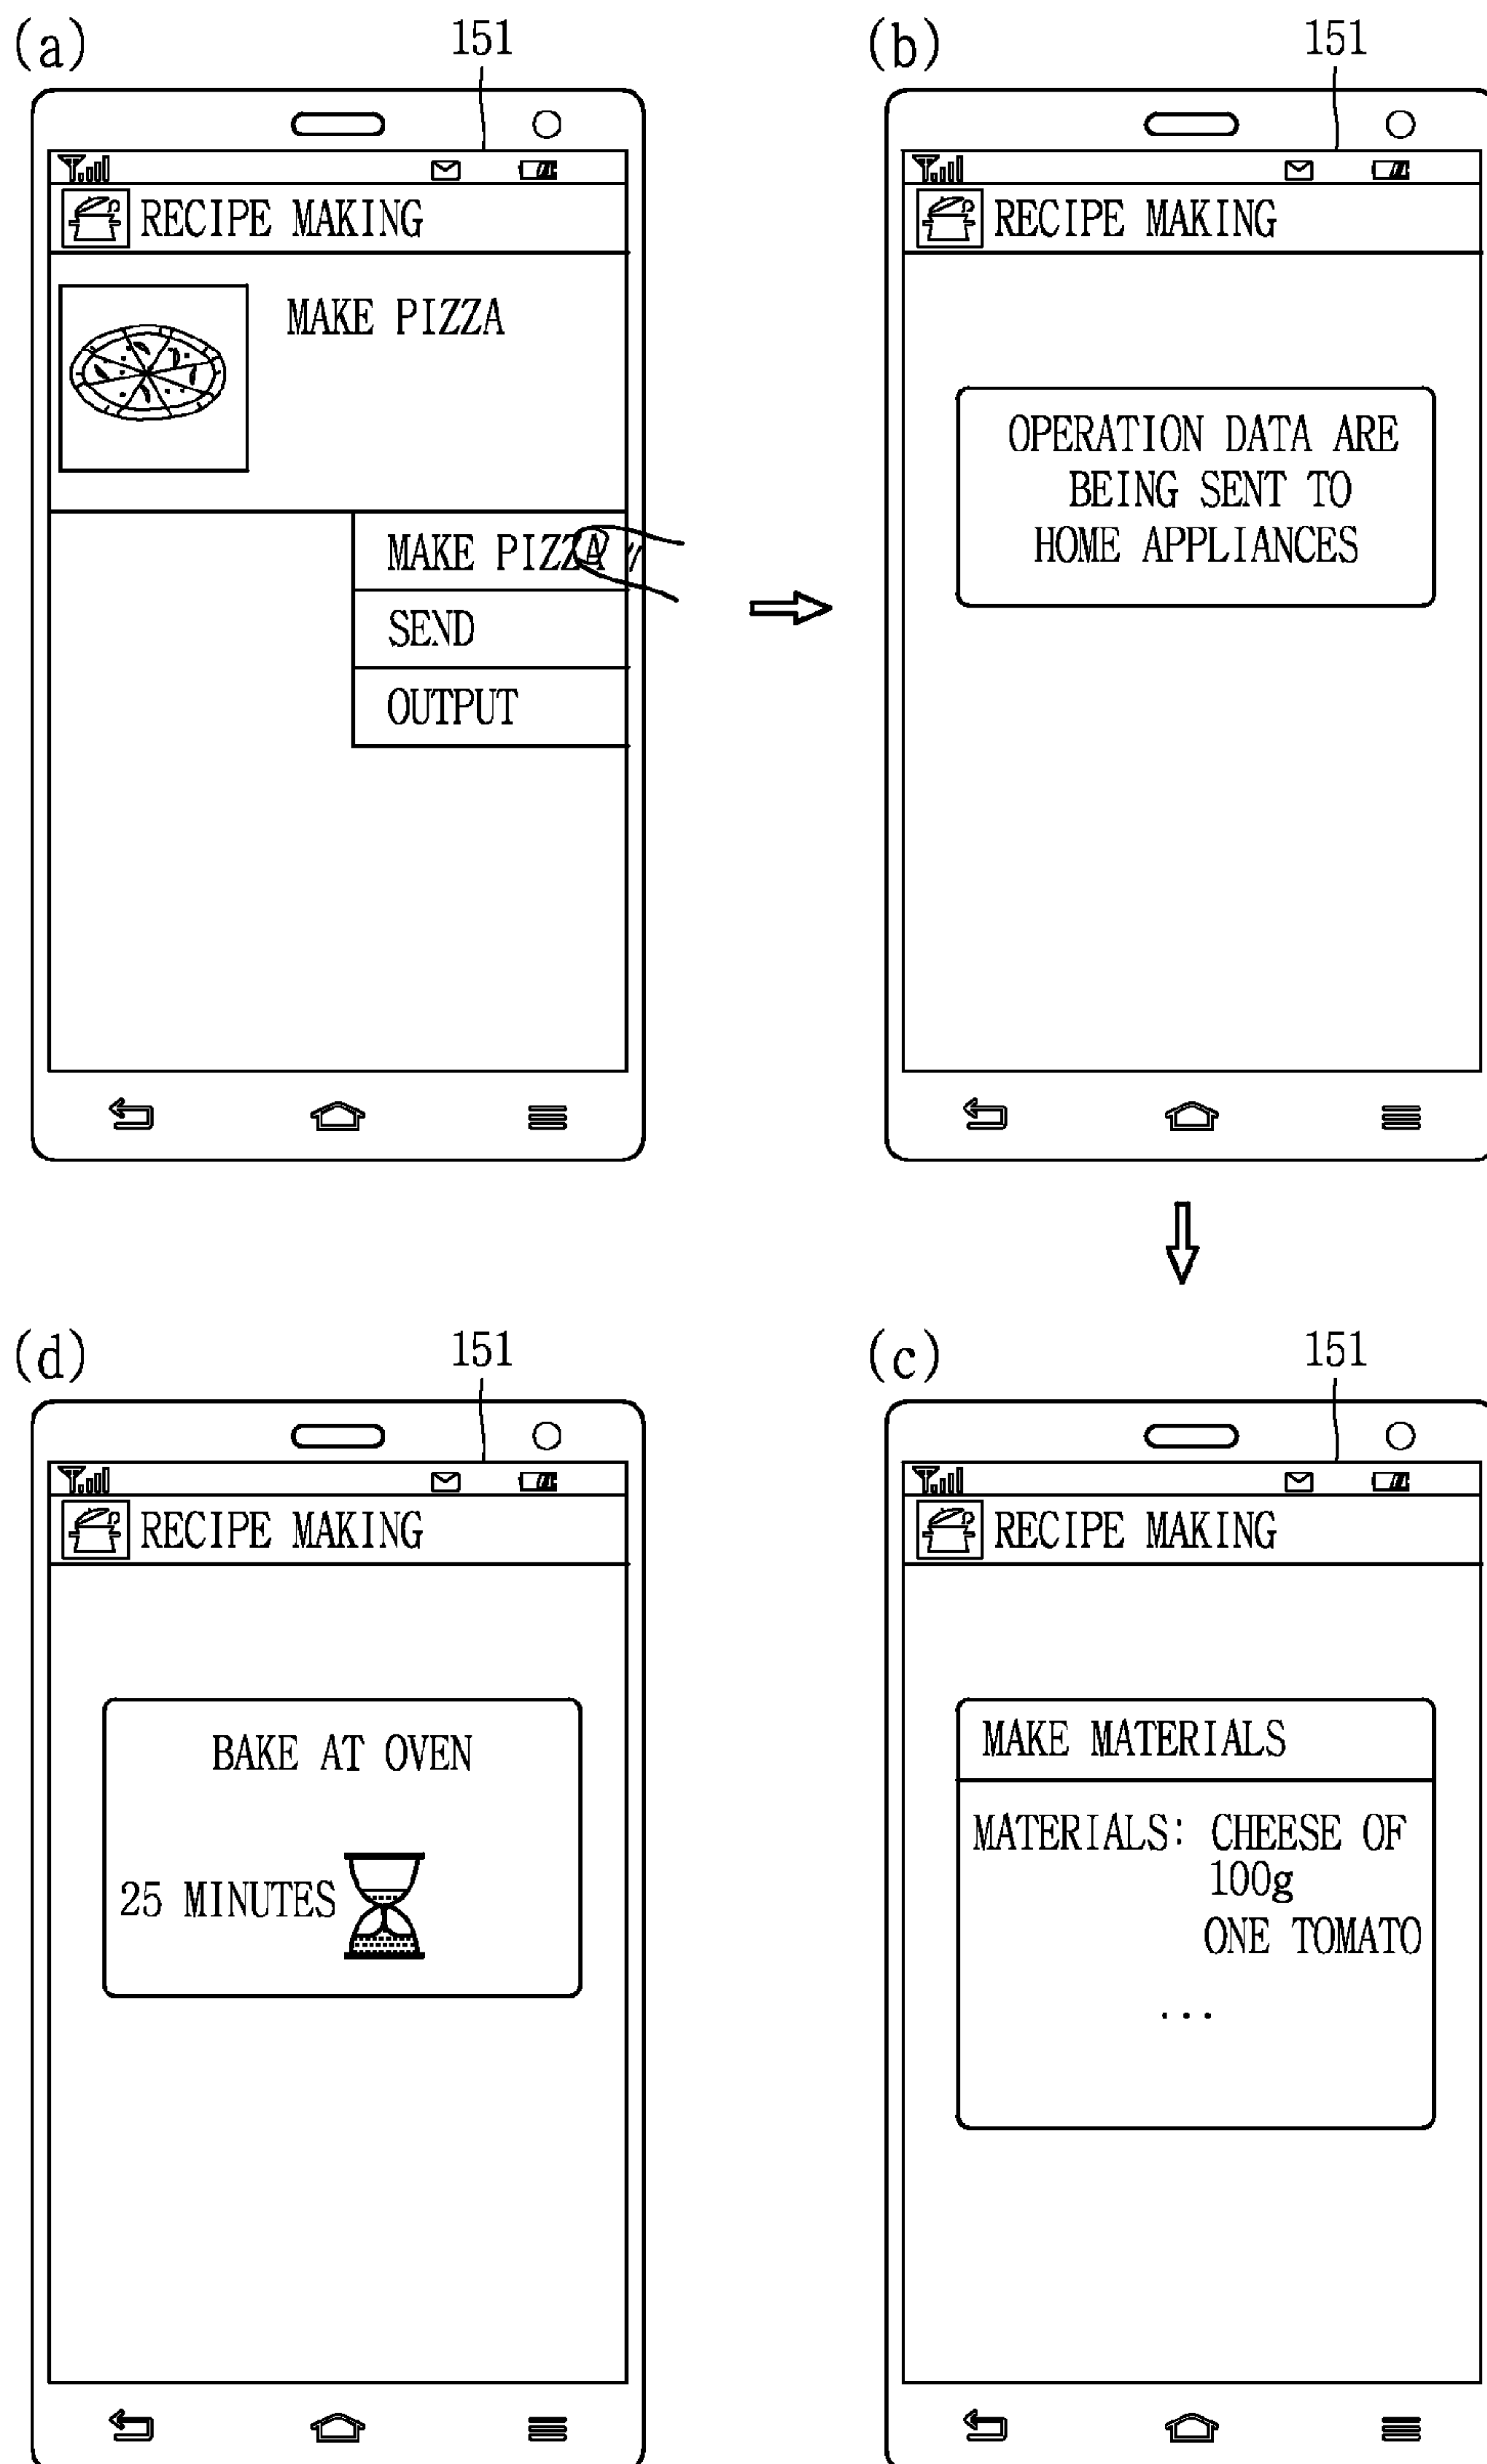 (a)
151
RECIPE MAKING
MAKE PIZZA
MAKE PIZZA
SEND
OUTPUT
(b)
151
RECIPE MAKING
OPERATION DATA ARE
BEING SENT TO
HOME APPLIANCES
(d)
151
RECIPE MAKING
BAKE AT OVEN
25 MINUTES
(c)
151
RECIPE MAKING
MAKE MATERIALS
MATERIALS: CHEESE OF
100g
ONE TOMATO
...